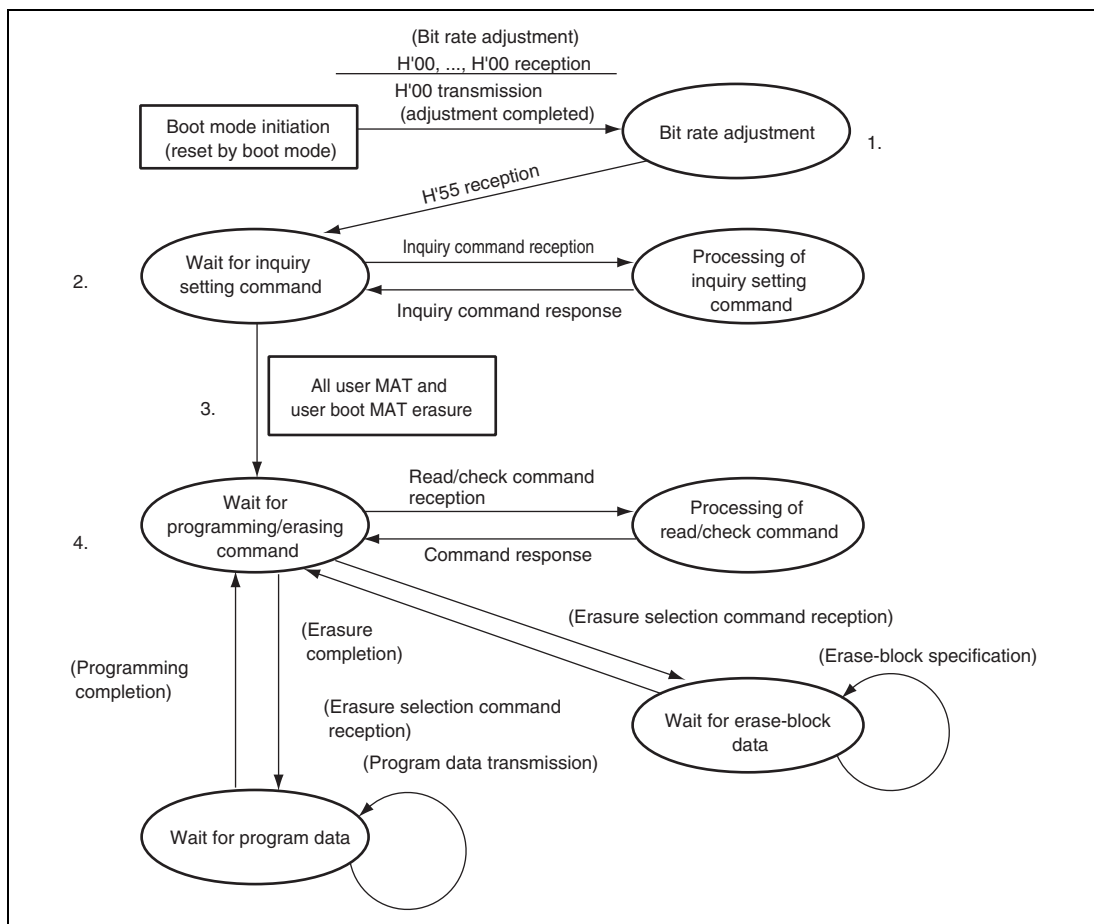 (Bit rate adjustment)
H'00, ..., H'00 reception
H'00 transmission
(adjustment completed)
Boot mode initiation
(reset by boot mode)
Bit rate adjustment
1.
H'55 reception
2.
Wait for inquiry
setting command
Inquiry command reception
Inquiry command response
Processing of
inquiry setting
command
3.
All user MAT and
user boot MAT erasure
4.
Wait for
programming/erasing
command
Read/check command
reception
Command response
Processing of
read/check command
(Erasure selection command reception)
(Erasure
completion)
(Programming
completion)
(Erase-block specification)
Wait for erase-block
data
(Erasure selection command
reception)
(Program data transmission)
Wait for program data